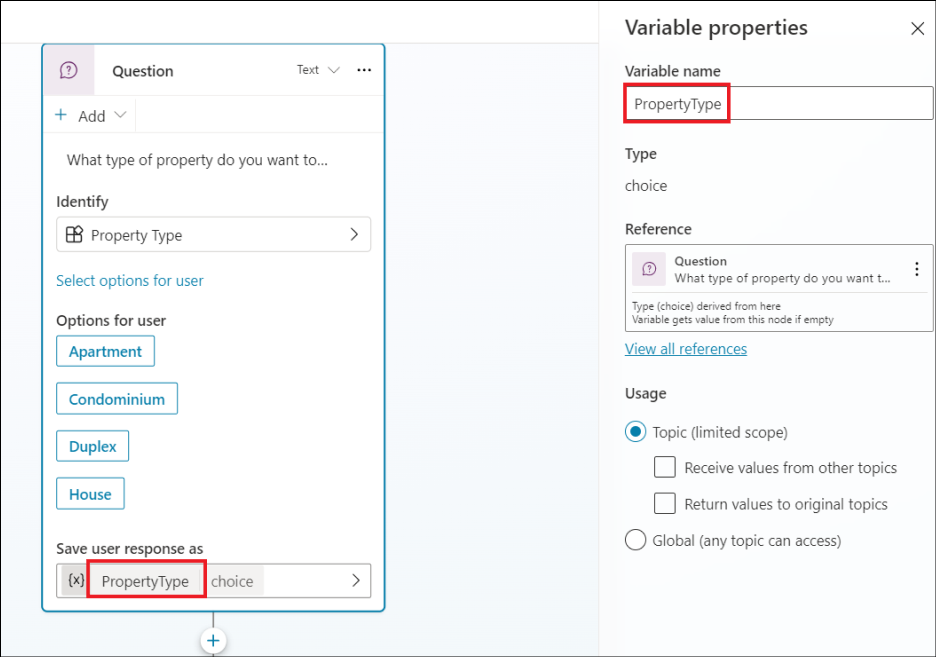 Question
Text
Add
What type of property do you want to...
Identify
Property Type
Select options for user
Options for user
Apartment
Condominium
Duplex
House
Save user response as
{x} PropertyType choice
Variable properties
Variable name
PropertyType
Type
choice
Reference
Question
What type of property do you want t...
Type (choice) derived from here
Variable gets value from this node if empty
View all references
Usage
Topic (limited scope)
Receive values from other topics
Return values to original topics
Global (any topic can access)